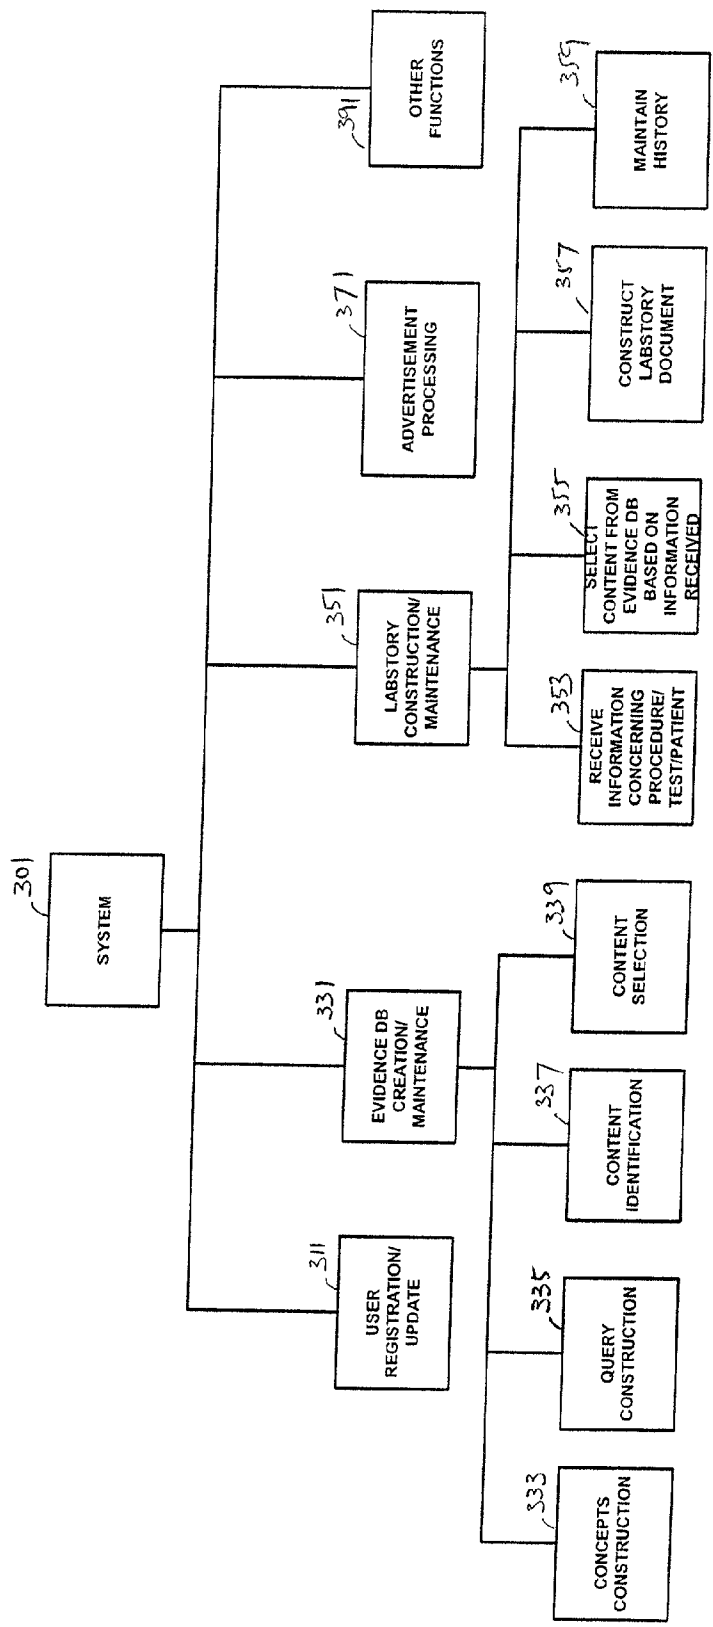 301
SYSTEM
311
USER
REGISTRATION/
UPDATE
331
EVIDENCE DB
CREATION/
MAINTENANCE
351
LABSTORY
CONSTRUCTION/
MAINTENANCE
371
ADVERTISEMENT
PROCESSING
391
OTHER
FUNCTIONS
333
CONCEPTS
CONSTRUCTION
335
QUERY
CONSTRUCTION
337
CONTENT
IDENTIFICATION
339
CONTENT
SELECTION
353
RECEIVE
INFORMATION
CONCERNING
PROCEDURE/
TEST/PATIENT
355
SELECT
CONTENT FROM
EVIDENCE DB
BASED ON
INFORMATION
RECEIVED
357
CONSTRUCT
LABSTORY
DOCUMENT
359
MAINTAIN
HISTORY